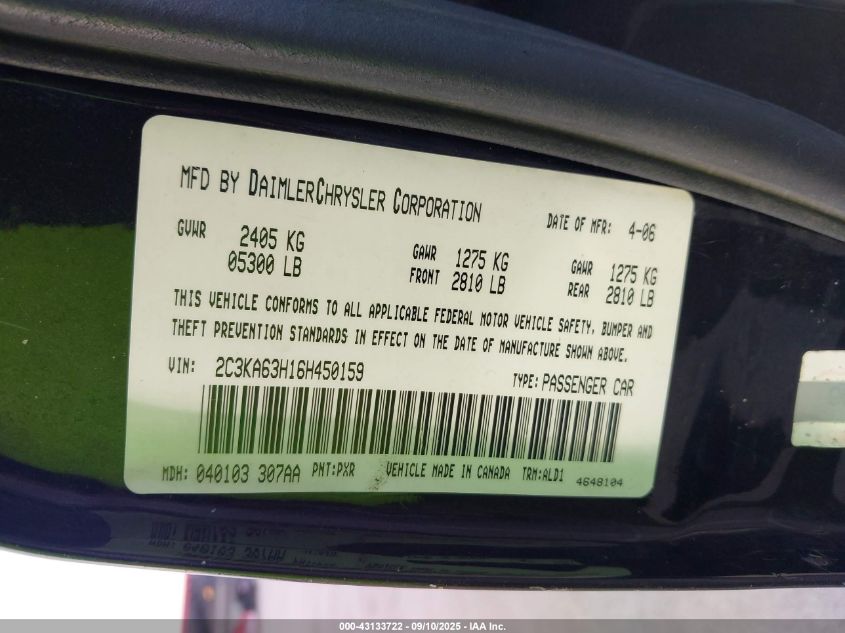 MFD BY DAIMLERCHRYSLER CORPORATION
DATE OF MFR: 4-06
GVWR 2405 KG
05300 LB
GAWR FRONT 1275 KG
2810 LB
GAWR REAR 1275 KG
2810 LB
THIS VEHICLE CONFORMS TO ALL APPLICABLE FEDERAL MOTOR VEHICLE SAFETY, BUMPER AND
THEFT PREVENTION STANDARDS IN EFFECT ON THE DATE OF MANUFACTURE SHOWN ABOVE.
VIN: 2C3KA63H16H450159
TYPE: PASSENGER CAR
MDH: 040103 307AA PNT:PXR VEHICLE MADE IN CANADA TRM:ALD1
4648104
000-43133722 - 09/10/2025 - IAA Inc.